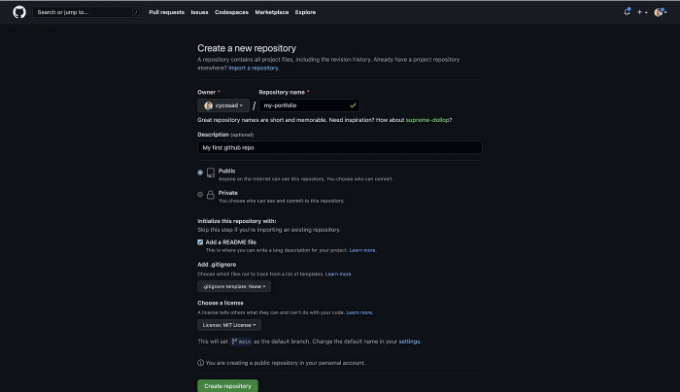 Search or jump to... /
Pull requests Issues Codespaces Marketplace Explore
Create a new repository
A repository contains all project files, including the revision history. Already have a project repository
elsewhere? Import a repository.
Owner * Repository name *
cycosad / my-portfolio
Great repository names are short and memorable. Need inspiration? How about supreme-dollop?
Description (optional)
My first github repo
Public
Anyone on the internet can see this repository. You choose who can commit.
Private
You choose who can see and commit to this repository.
Initialize this repository with:
Skip this step if you're importing an existing repository.
Add a README file
This is where you can write a long description for your project. Learn more.
Add .gitignore
Choose which files not to track from a list of templates. Learn more.
.gitignore template: None
Choose a license
A license tells others what they can and can't do with your code. Learn more.
License: MIT License
This will set main as the default branch. Change the default name in your settings.
You are creating a public repository in your personal account.
Create repository